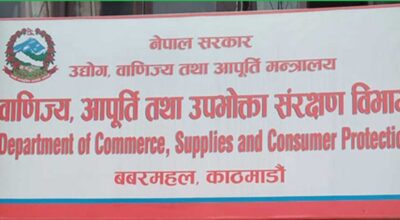 नेपाल सरकार
उद्योग, वाणिज्य तथा आपूर्ति मन्त्रालय
वाणिज्य, आपूर्ति तथा उपभोक्ता संरक्षण विभाग
Department of Commerce, Supplies and Consumer Protectio
बबरमहल, काठमाडौं